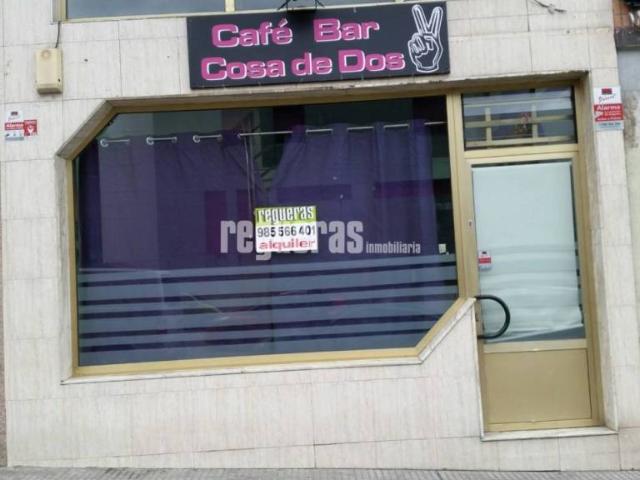 Café Bar
Cosa de Dos
regueras
985 566 401
alquiler
regueras inmobiliaria
Alarma
Alarma